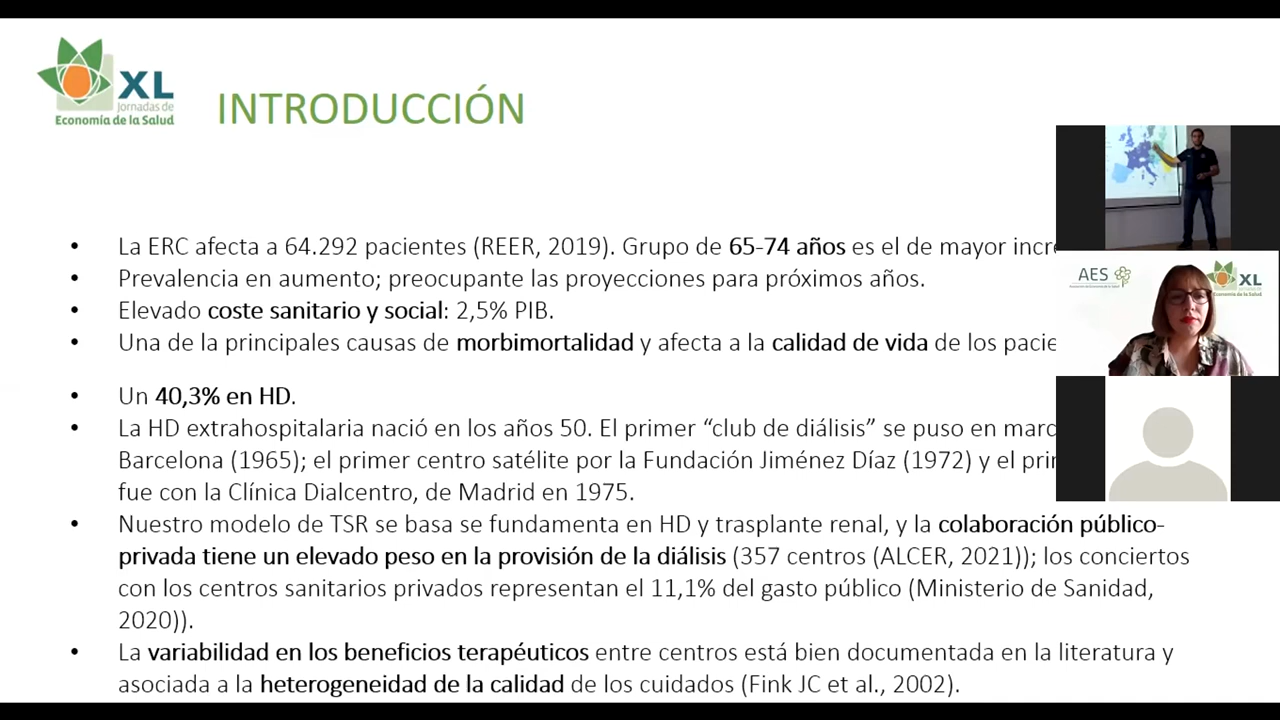 XL
Jornadas de
Economía de la Salud
INTRODUCCIÓN
• La ERC afecta a 64.292 pacientes (REER, 2019). Grupo de 65-74 años es el de mayor
• Prevalencia en aumento; preocupante las proyecciones para próximos años.
• Elevado coste sanitario y social: 2,5% PIB.
• Una de la principales causas de morbimortalidad y afecta a la calidad de vida de los
• Un 40,3% en HD.
• La HD extrahospitalaria nació en los años 50. El primer “club de diálisis” se puso en
Barcelona (1965); el primer centro satélite por la Fundación Jiménez Díaz (1972) y el
fue con la Clínica Dialcentro, de Madrid en 1975.
• Nuestro modelo de TSR se basa se fundamenta en HD y trasplante renal, y la colaboración público-
privada tiene un elevado peso en la provisión de la diálisis (357 centros (ALCER, 2021)); los conciertos
con los centros sanitarios privados representan el 11,1% del gasto público (Ministerio de Sanidad,
2020)).
• La variabilidad en los beneficios terapéuticos entre centros está bien documentada en la literatura y
asociada a la heterogeneidad de la calidad de los cuidados (Fink JC et al., 2002).
AES
XL
Economía de la Salud